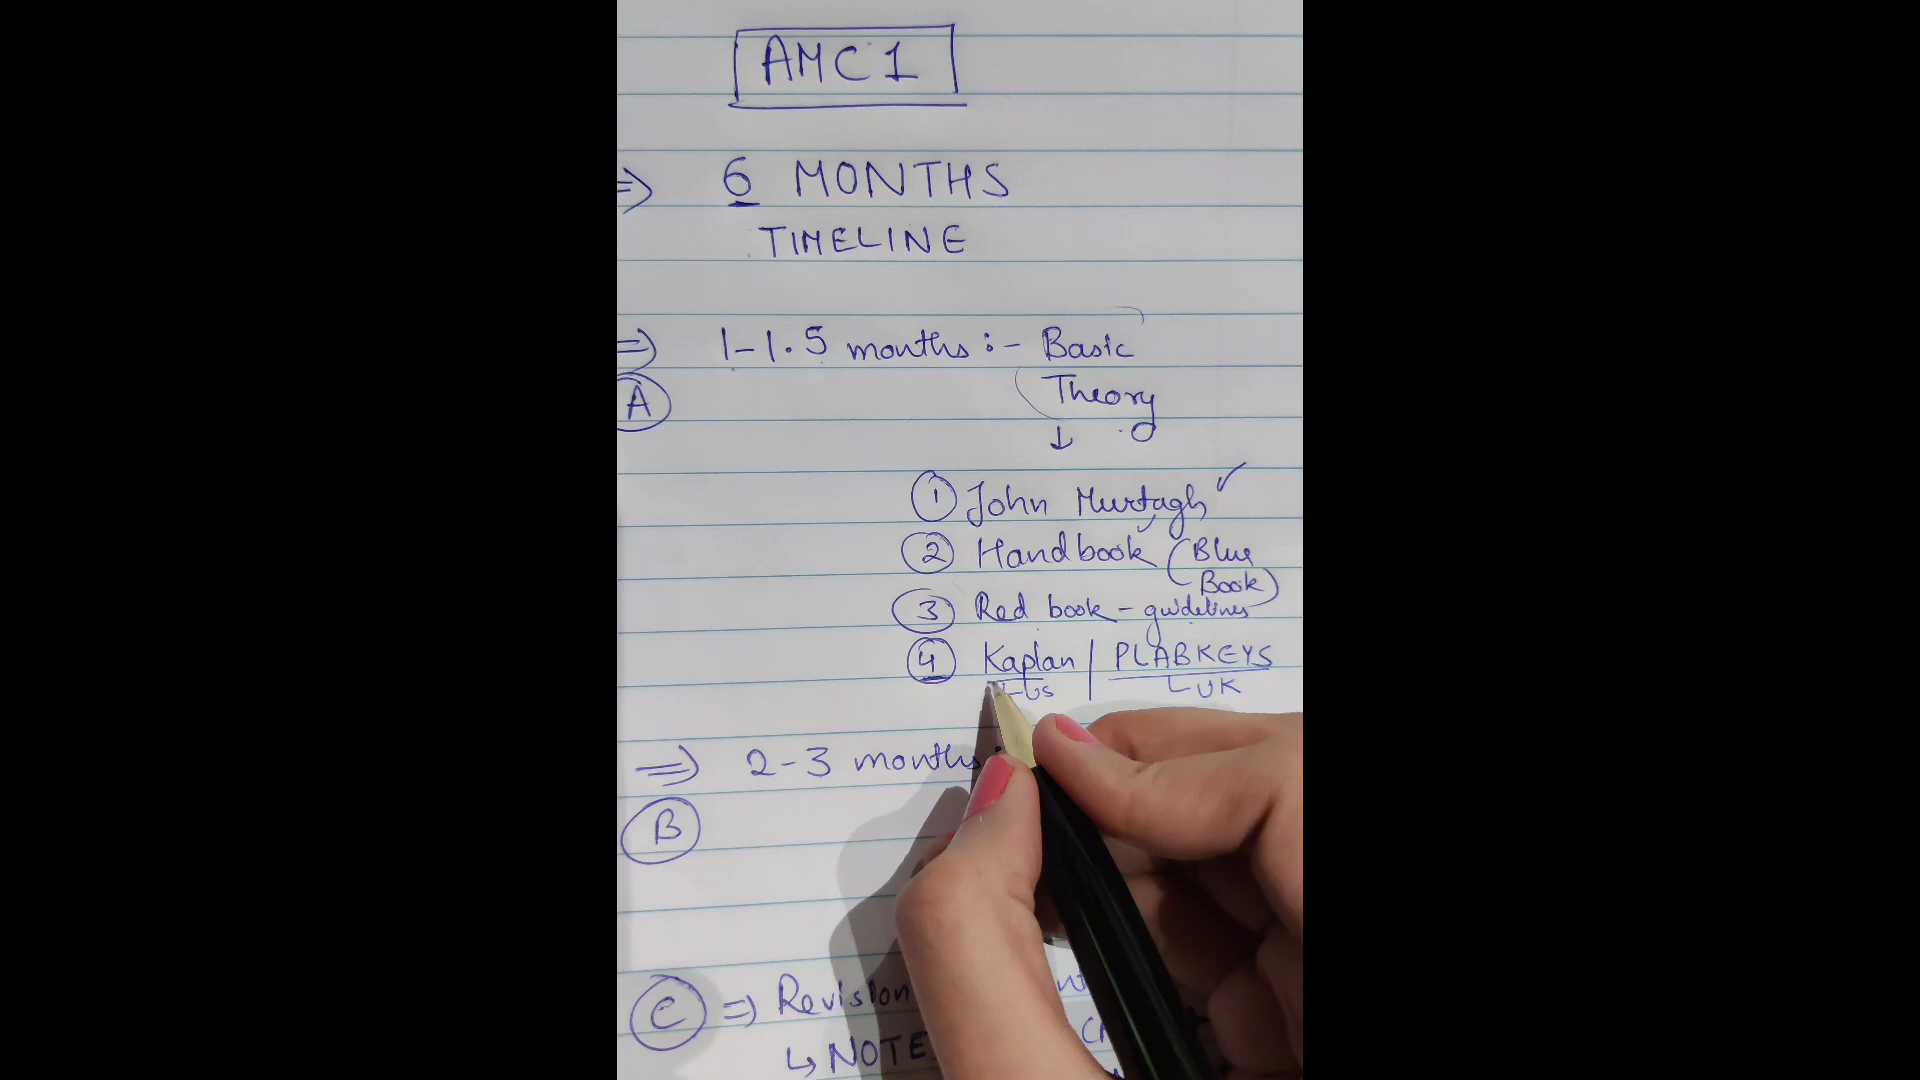 AMC 1
⇒ 6 MONTHS
TIMELINE
⇒ 1-1.5 months :- Basic
A Theory
↓
1 John Murtagh ✓
2 Handbook (Blue
Book)
3 Red book - guidelines
4 Kaplan / PLABKEYS
US UK
⇒ 2-3 months :
B
C ⇒ Revision
↳ NOTE